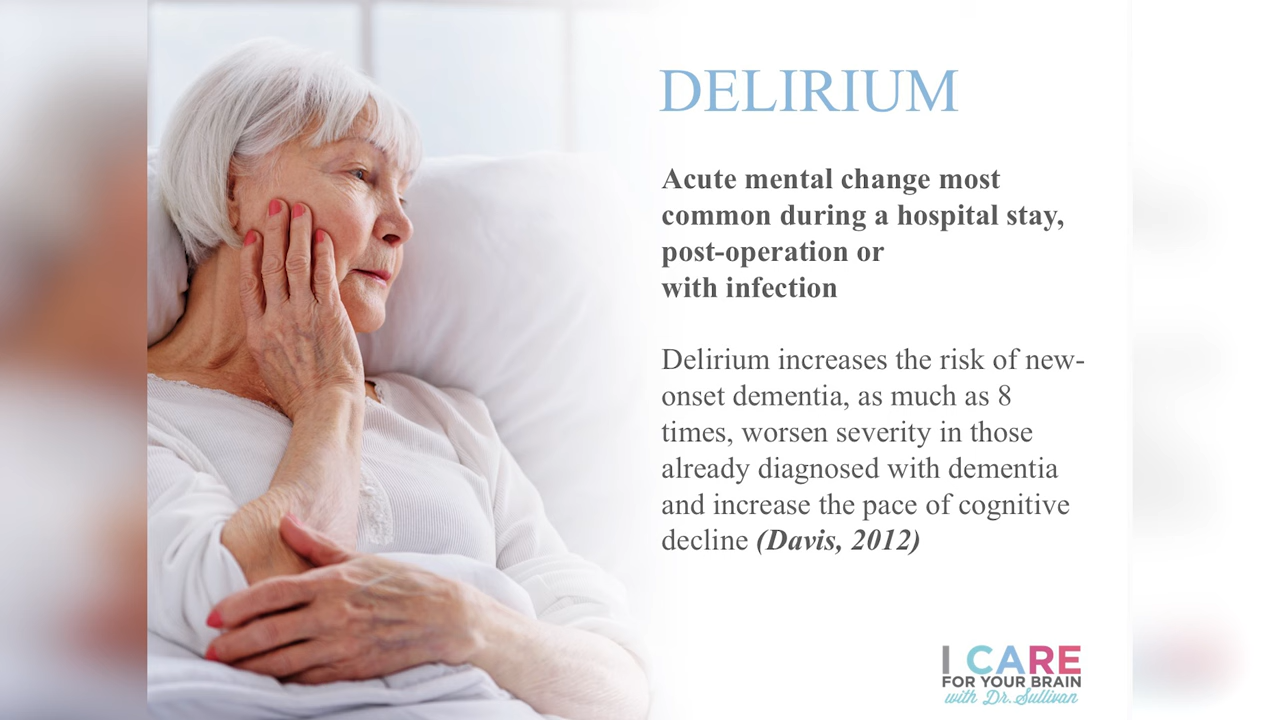 DELIRIUM
Acute mental change most
common during a hospital stay,
post-operation or
with infection
Delirium increases the risk of new-
onset dementia, as much as 8
times, worsen severity in those
already diagnosed with dementia
and increase the pace of cognitive
decline (Davis, 2012)
I CARE
FOR YOUR BRAIN
with Dr. Sullivan